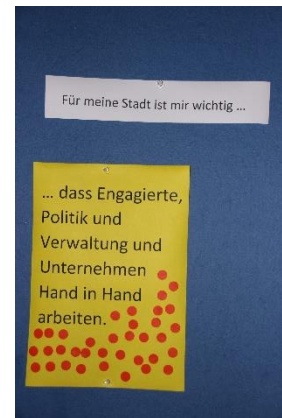 Für meine Stadt ist mir wichtig ...
... dass Engagierte,
Politik und
Verwaltung und
Unternehmen
Hand in Hand
arbeiten.